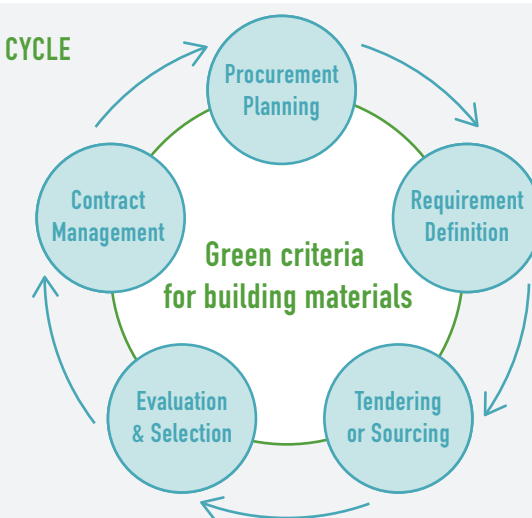 CYCLE
Procurement
Planning
Contract
Management
Requirement
Definition
Green criteria
for building materials
Evaluation
& Selection
Tendering
or Sourcing